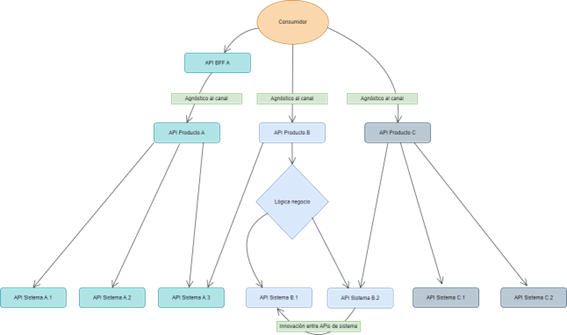 Consumidor
API BFF A
Agnóstico al canal
Agnóstico al canal
Agnóstico al canal
API Producto A
API Producto B
API Producto C
Lógica negocio
API Sistema A.1
API Sistema A.2
API Sistema A.3
API Sistema B.1
API Sistema B.2
API Sistema C.1
API Sistema C.2
Innovación entre APIs de sistema